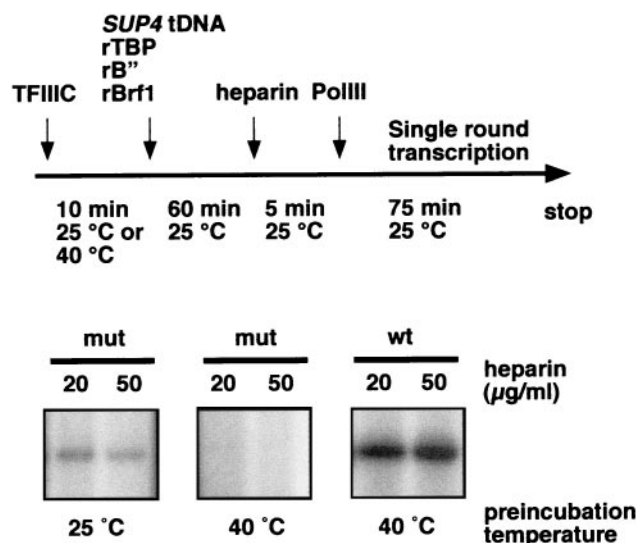 SUP4 tDNA
rTBP
rB”
TFIIIC rBrf1 heparin PolIII
Single round
transcription
10 min 60 min 5 min 75 min stop
25 °C or 25 °C 25 °C 25 °C
40 °C
mut mut wt
20 50 20 50 20 50 heparin
(µg/ml)
25 ˚C 40 ˚C 40 ˚C preincubation
temperature